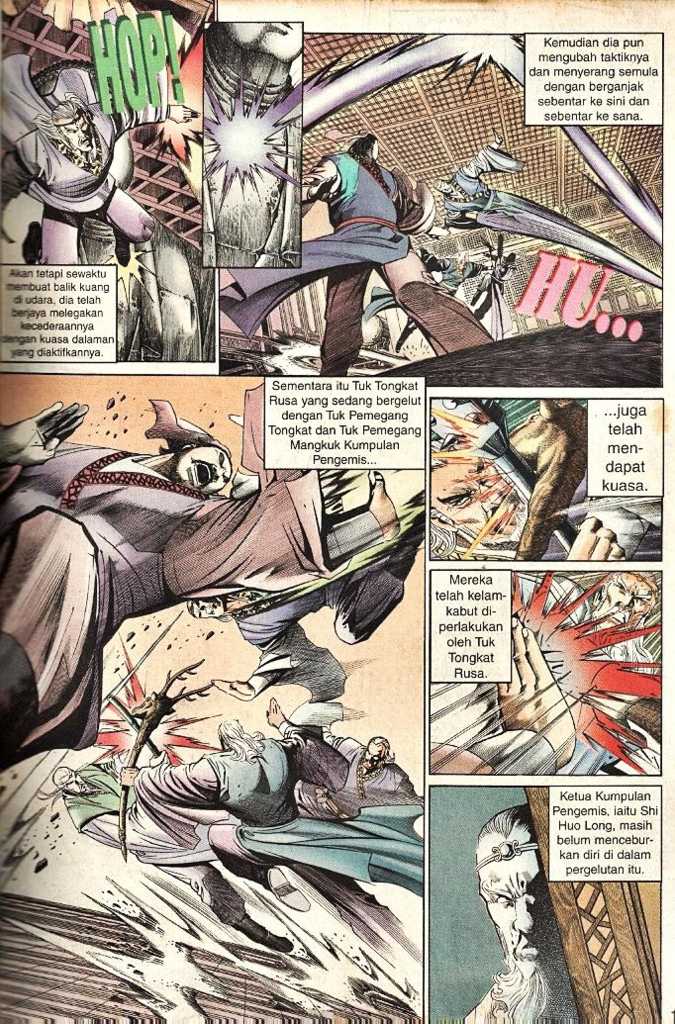 HOP!
Akan tetapi sewaktu
membuat balik kuang
di udara, dia telah
berjaya melegakan
kecederaannya
dengan kuasa dalaman
yang diaktifkannya.
Kemudian dia pun
mengubah taktiknya
dan menyerang semula
dengan berganjak
sebentar ke sini dan
sebentar ke sana.
HU...
Sementara itu Tuk Tongkat
Rusa yang sedang bergelut
dengan Tuk Pemegang
Tongkat dan Tuk Pemegang
Mangkuk Kumpulan
Pengemis...
...juga
telah
men-
dapat
kuasa.
Mereka
telah kelam-
kabut di-
perlakukan
oleh Tuk
Tongkat
Rusa.
Ketua Kumpulan
Pengemis, iaitu Shi
Huo Long, masih
belum mencebur-
kan diri di dalam
pergelutan itu.